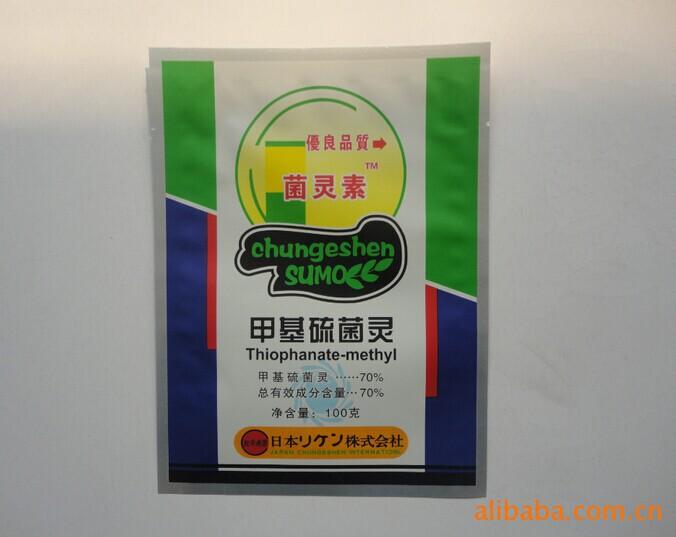 優良品質
菌灵素 TM
chungeshen
SUMO
甲基硫菌灵
Thiophanate-methyl
甲基硫菌灵 ······70%
总有效成分含量···70%
净含量：100克
日本リケン株式会社
JAPAN CHUNGESHEN INTERNATIONL
alibaba.com.cn